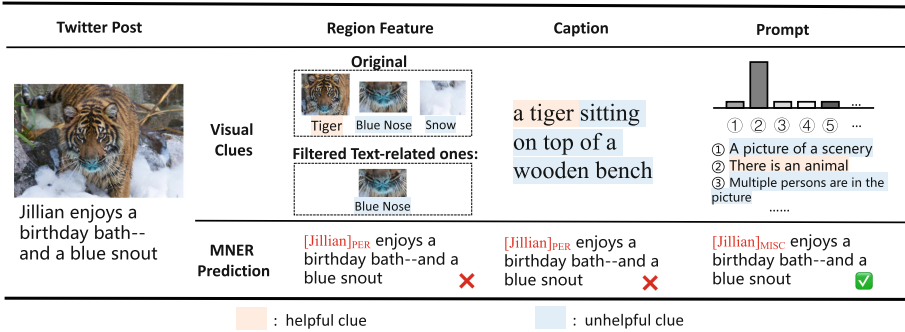 Twitter Post
Region Feature
Caption
Prompt
Jillian enjoys a
birthday bath--
and a blue snout
Visual
Clues
Original
Tiger
Blue Nose
Snow
Filtered Text-related ones:
Blue Nose
a tiger sitting
on top of a
wooden bench
...
① ② ③ ④ ⑤ ...
① A picture of a scenery
② There is an animal
③ Multiple persons are in the
picture
......
MNER
Prediction
[Jillian]PER enjoys a
birthday bath--and a
blue snout
[Jillian]PER enjoys a
birthday bath--and a
blue snout
[Jillian]MISC enjoys a
birthday bath--and a
blue snout
: helpful clue
: unhelpful clue